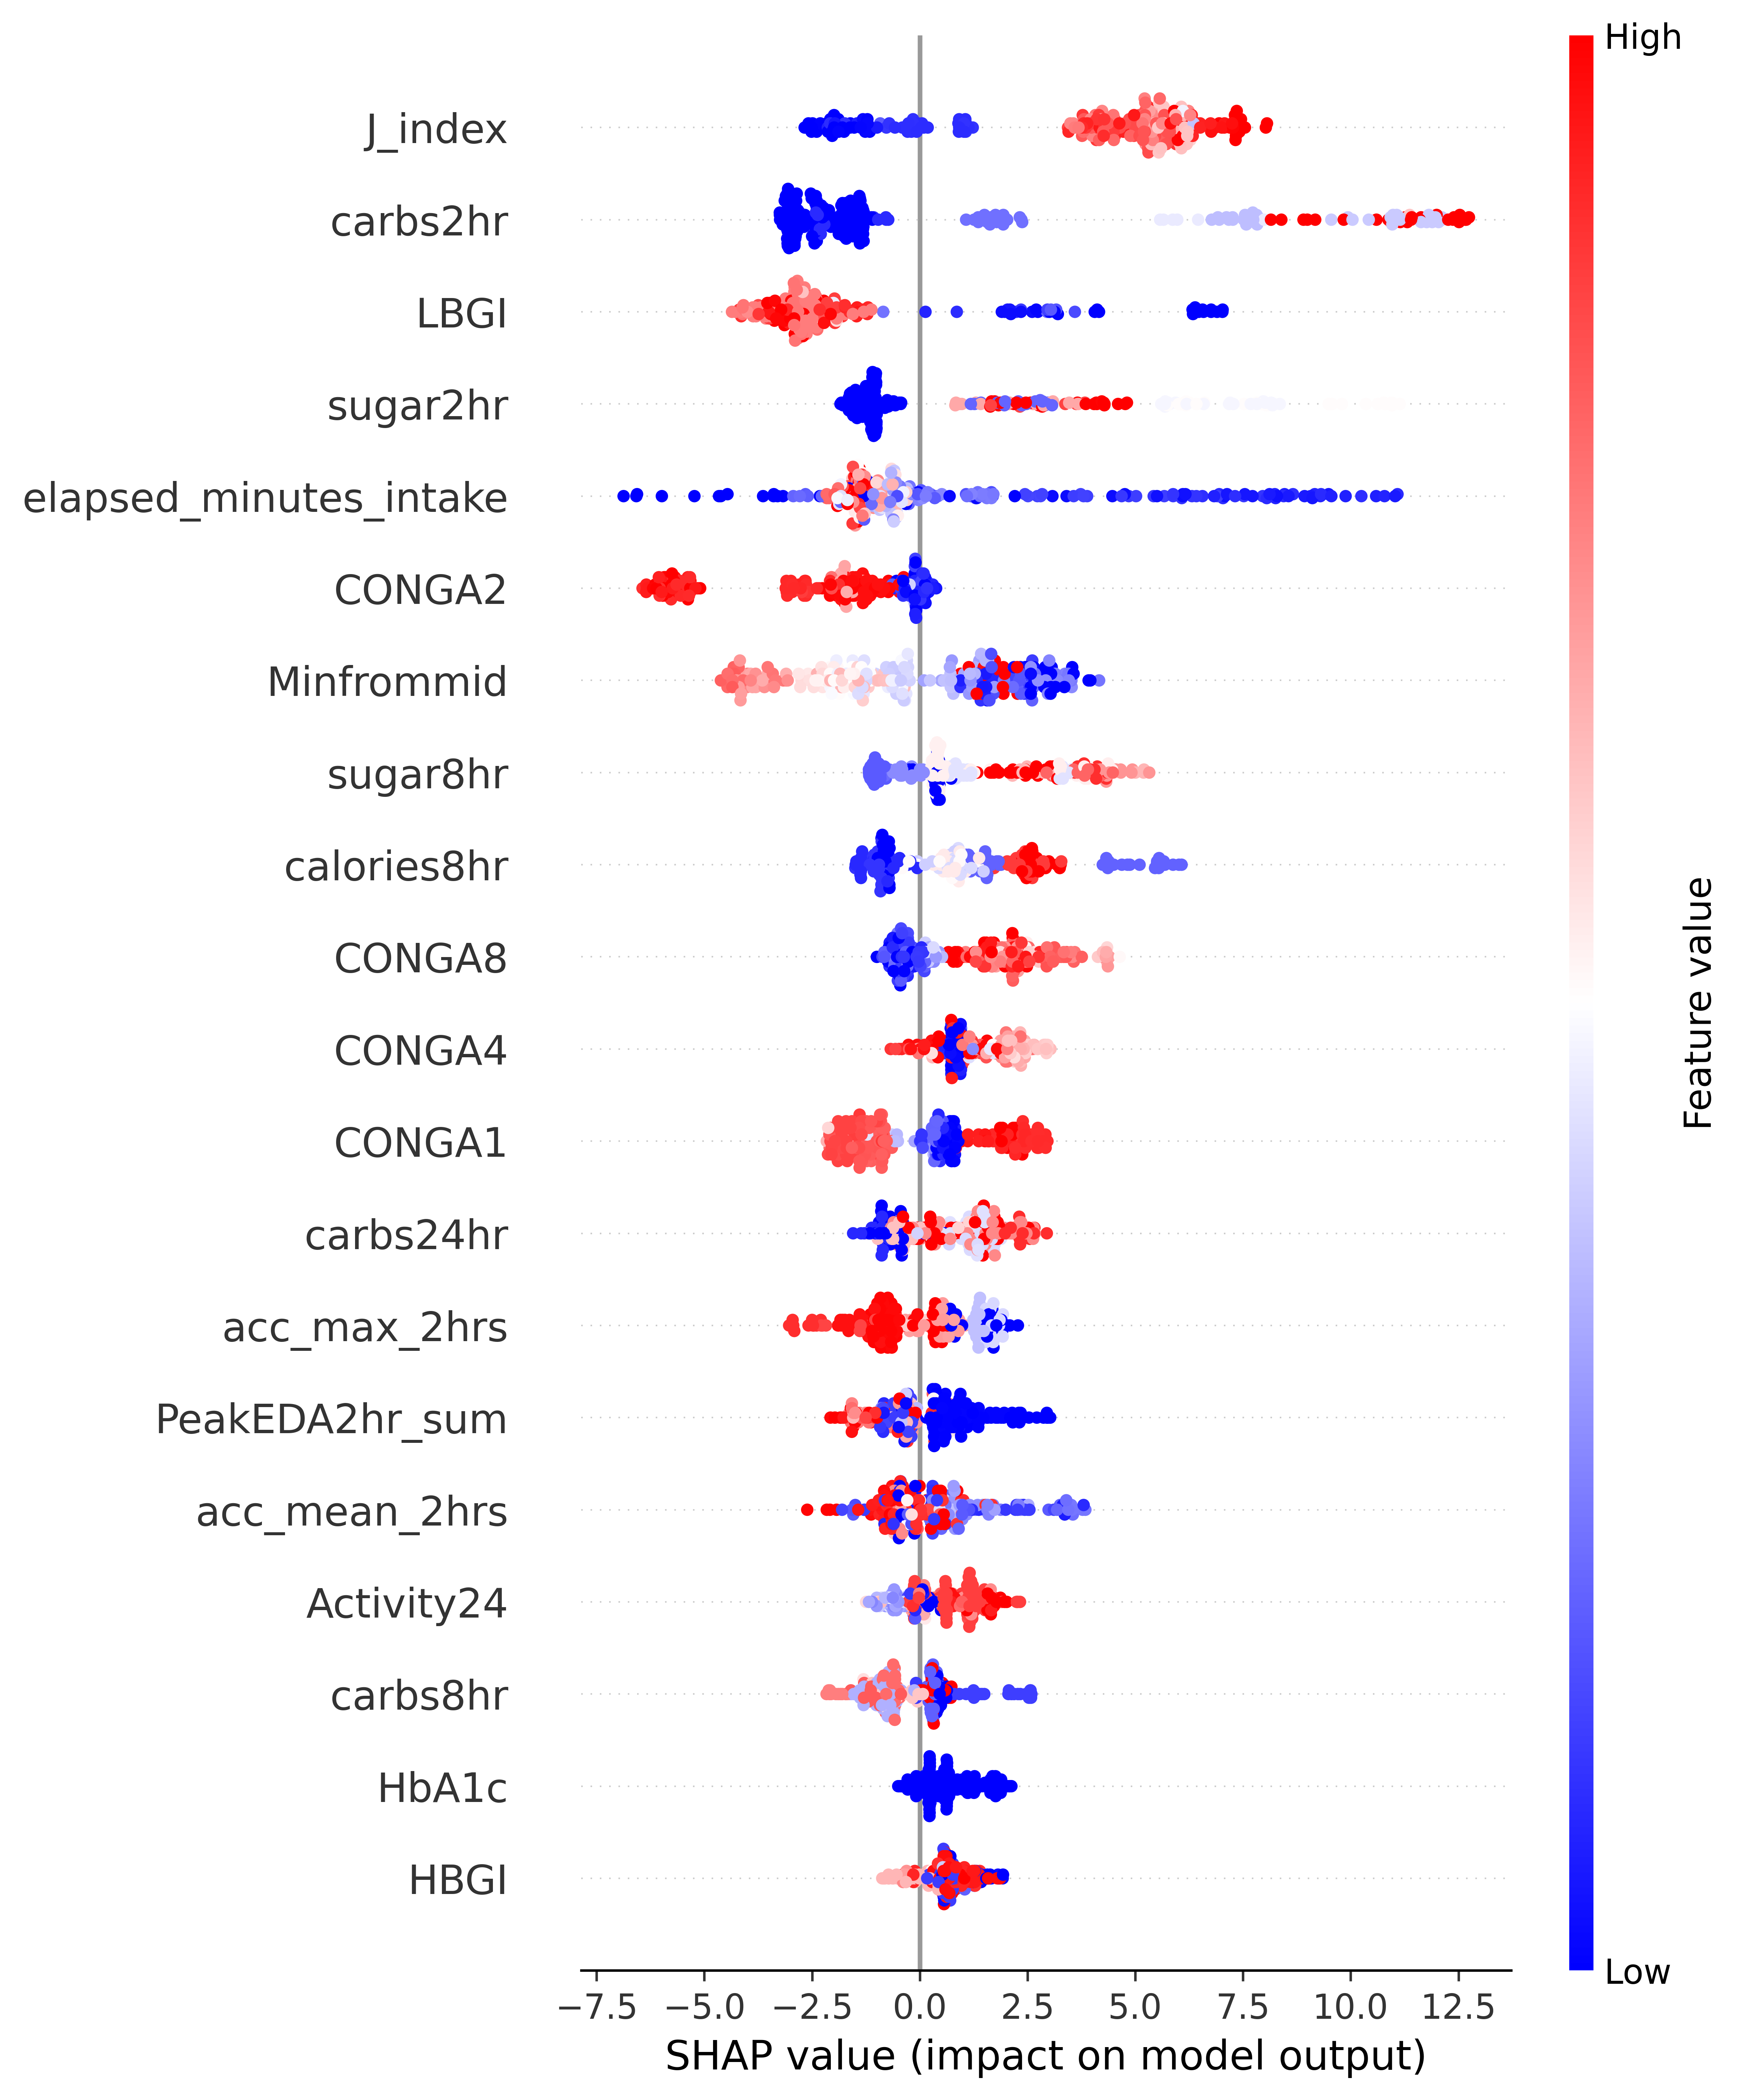 High
J_index
carbs2hr
LBGI
sugar2hr
elapsed_minutes_intake
CONGA2
Minfrommid
sugar8hr
calories8hr
CONGA8
CONGA4
CONGA1
carbs24hr
acc_max_2hrs
PeakEDA2hr_sum
acc_mean_2hrs
Activity24
carbs8hr
HbA1c
HBGI
Feature value
Low
−7.5 −5.0 −2.5 0.0 2.5 5.0 7.5 10.0 12.5
SHAP value (impact on model output)